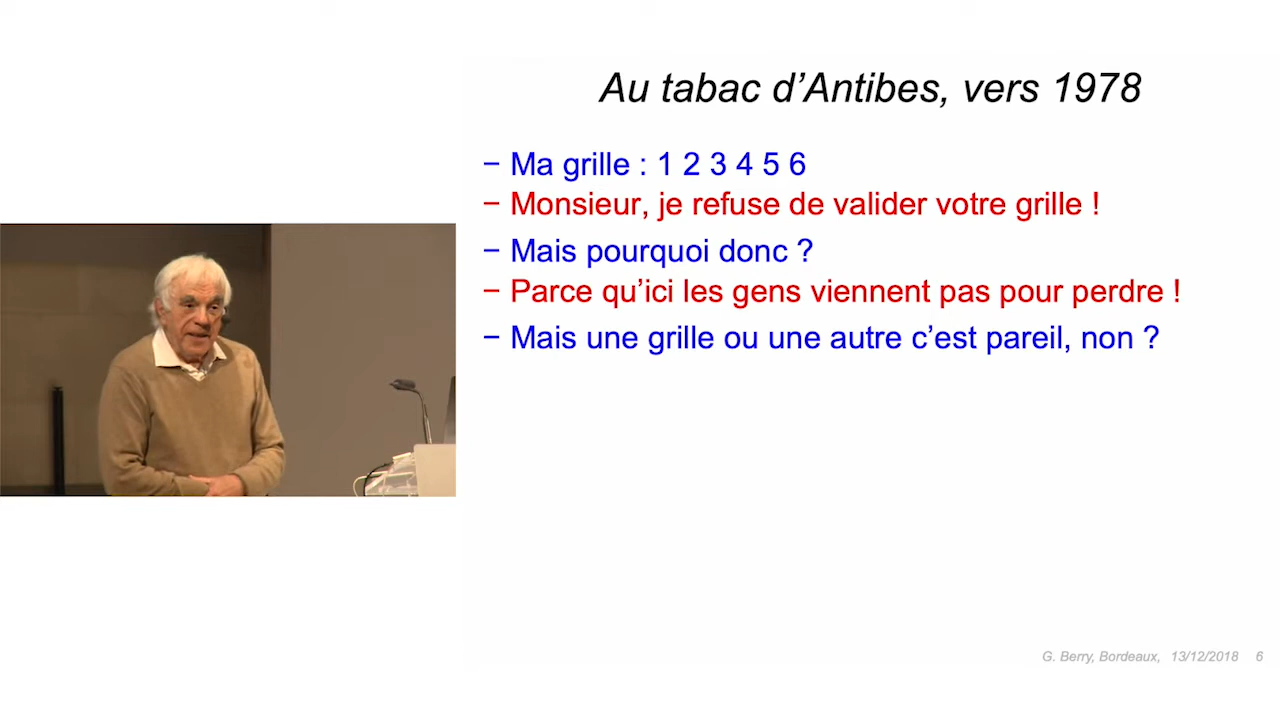 Au tabac d'Antibes, vers 1978
– Ma grille : 1 2 3 4 5 6
– Monsieur, je refuse de valider votre grille !
– Mais pourquoi donc ?
– Parce qu'ici les gens viennent pas pour perdre !
– Mais une grille ou une autre c'est pareil, non ?
G. Berry, Bordeaux, 13/12/2018 6